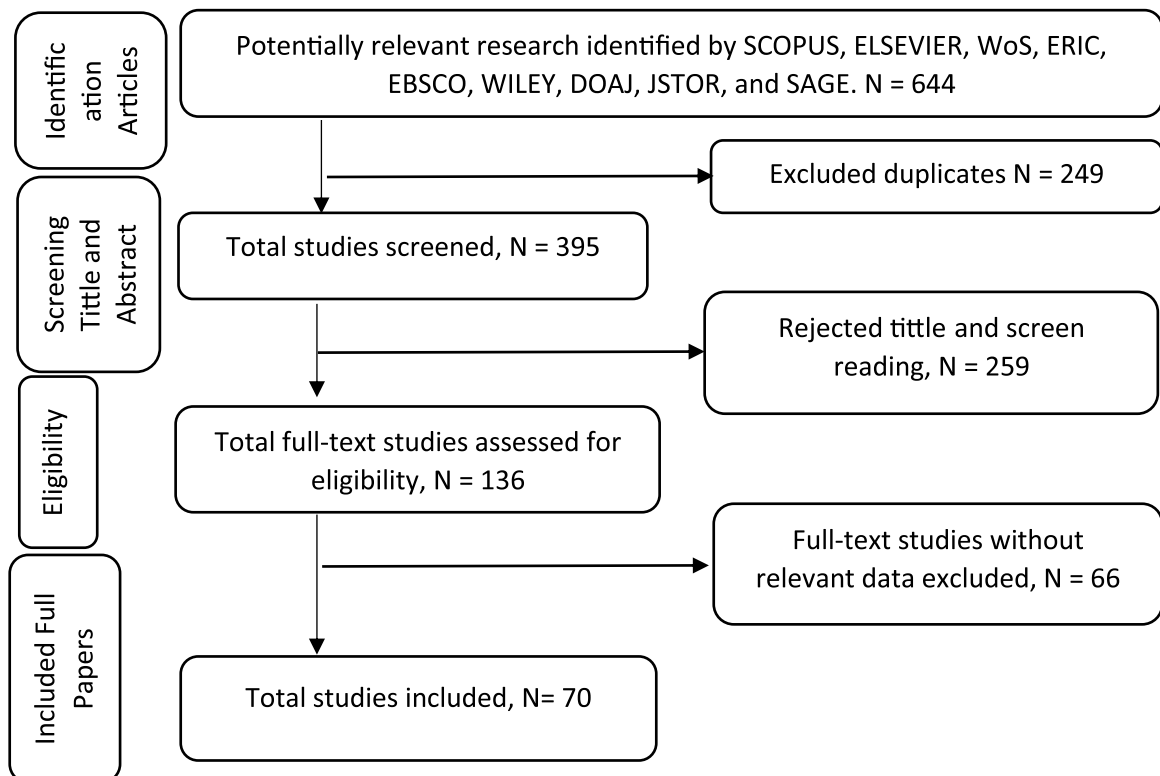 Identific
ation
Articles
Potentially relevant research identified by SCOPUS, ELSEVIER, WoS, ERIC,
EBSCO, WILEY, DOAJ, JSTOR, and SAGE. N = 644
Excluded duplicates N = 249
Screening
Tittle and
Abstract
Total studies screened, N = 395
Rejected tittle and screen
reading, N = 259
Eligibility
Total full-text studies assessed for
eligibility, N = 136
Full-text studies without
relevant data excluded, N = 66
Included Full
Papers
Total studies included, N= 70